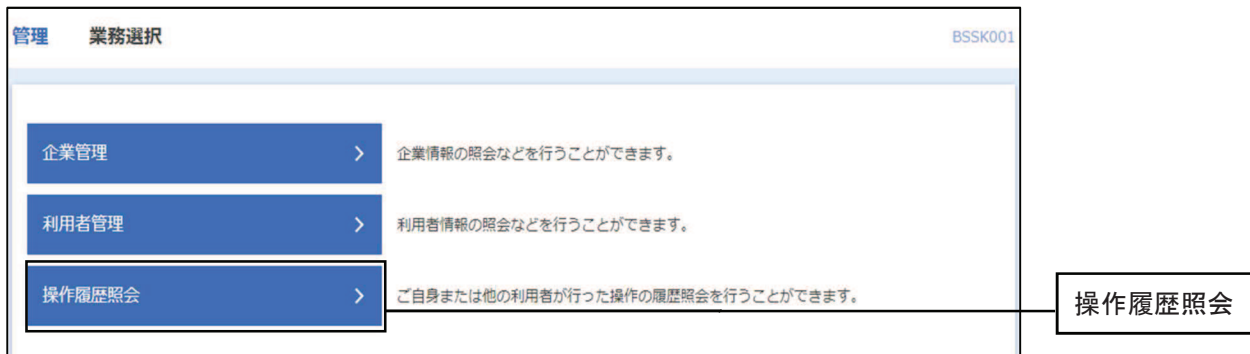 管理 業務選択 BSSK001
企業管理 企業情報の照会などを行うことができます。
利用者管理 利用者情報の照会などを行うことができます。
操作履歴照会 ご自身または他の利用者が行った操作の履歴照会を行うことができます。
操作履歴照会